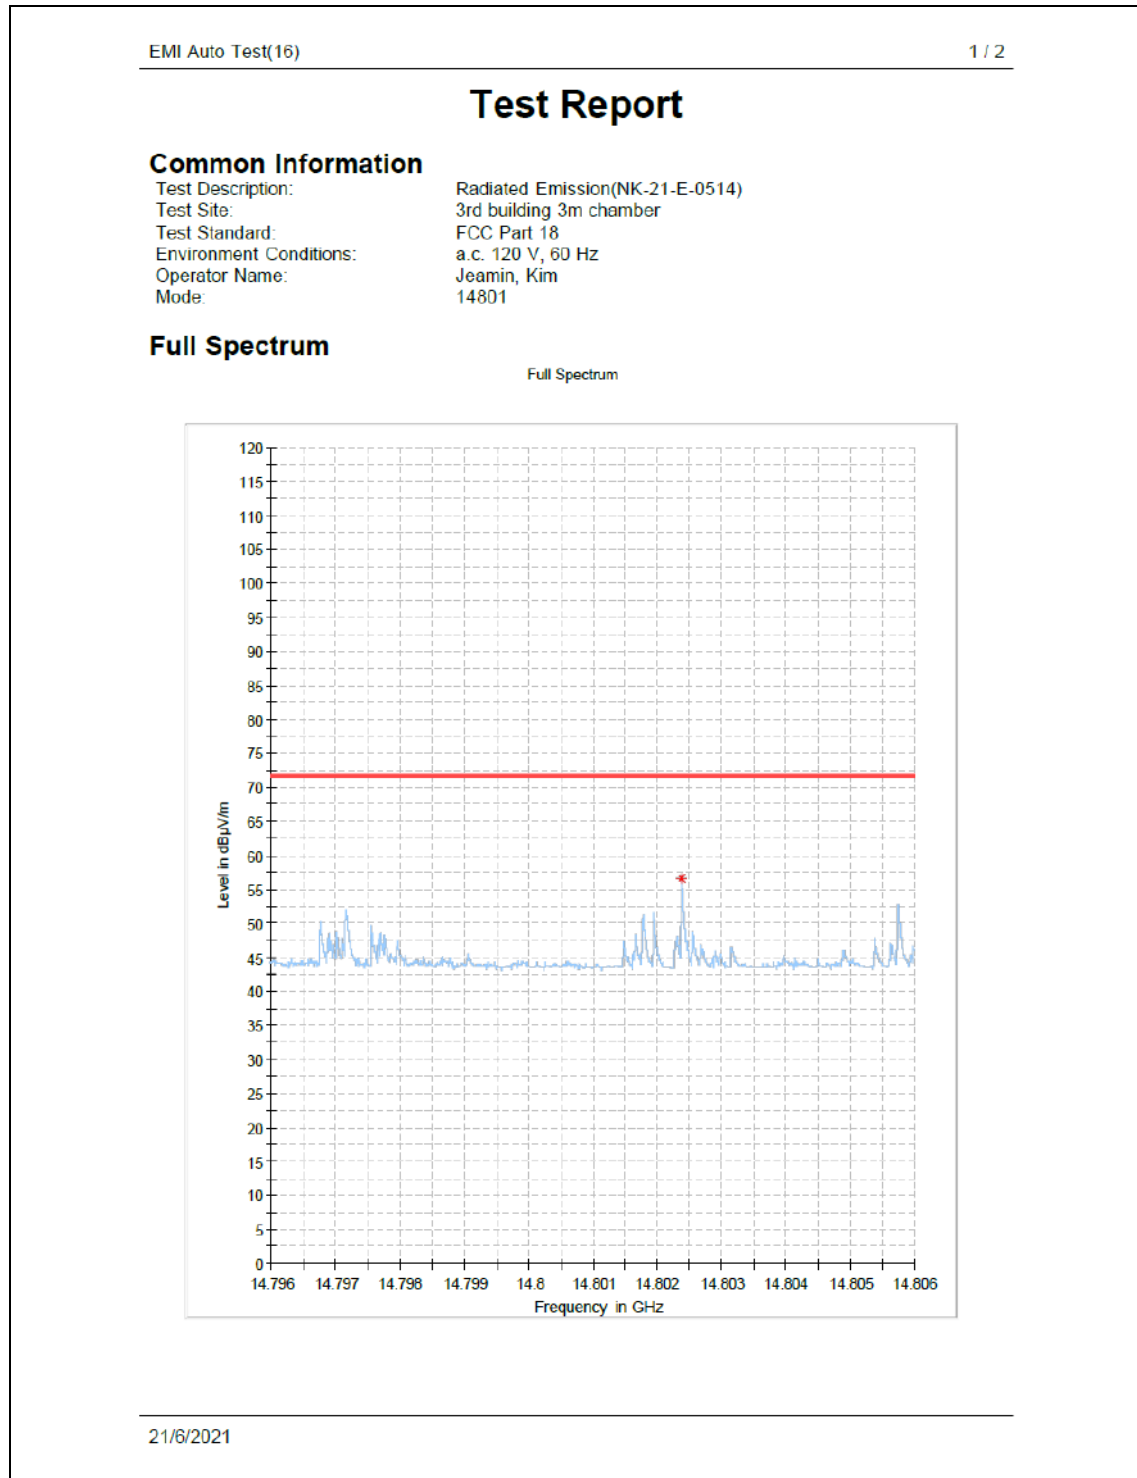 EMI Auto Test(16) 1 / 2
Test Report
Common Information
Test Description: Radiated Emission(NK-21-E-0514)
Test Site: 3rd building 3m chamber
Test Standard: FCC Part 18
Environment Conditions: a.c. 120 V, 60 Hz
Operator Name: Jeamin, Kim
Mode: 14801
Full Spectrum
Full Spectrum
120
115
110
105
100
95
90
85
80
75
70
65
60
55
50
45
40
35
30
25
20
15
10
5
0
Level in dBµV/m
14.796 14.797 14.798 14.799 14.8 14.801 14.802 14.803 14.804 14.805 14.806
Frequency in GHz
21/6/2021